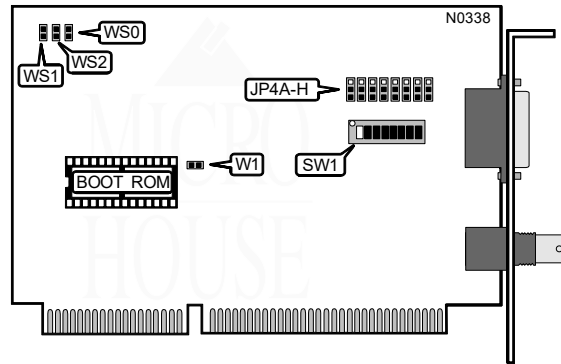 N0338
WS0
WS2
WS1
JP4A-H
SW1
W1
BOOT ROM
MICRO
HOUSE